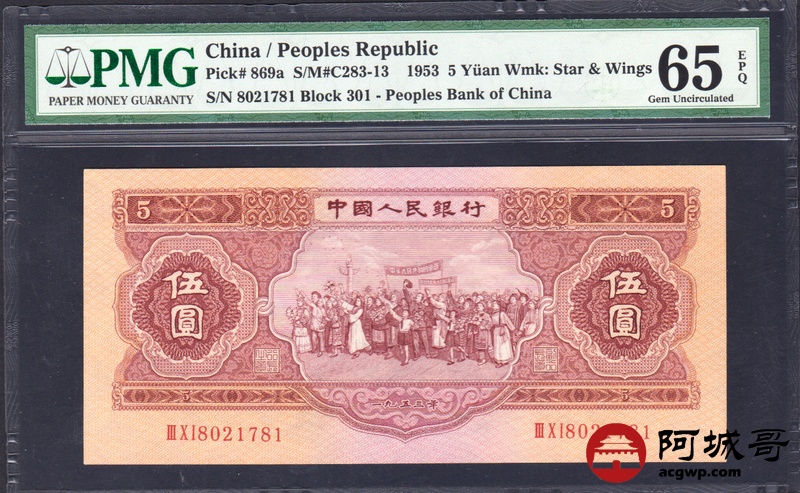 PMG
PAPER MONEY GUARANTY
China / Peoples Republic
Pick# 869a S/M#C283-13 1953 5 Yüan Wmk: Star & Wings
S/N 8021781 Block 301 - Peoples Bank of China
65
EPQ
Gem Uncirculated
5
中國人民銀行
5
伍圓
伍圓
5
一九五三年
5
ⅢⅩⅠ8021781
ⅢⅩⅠ802 81
阿城哥
acgwp.com